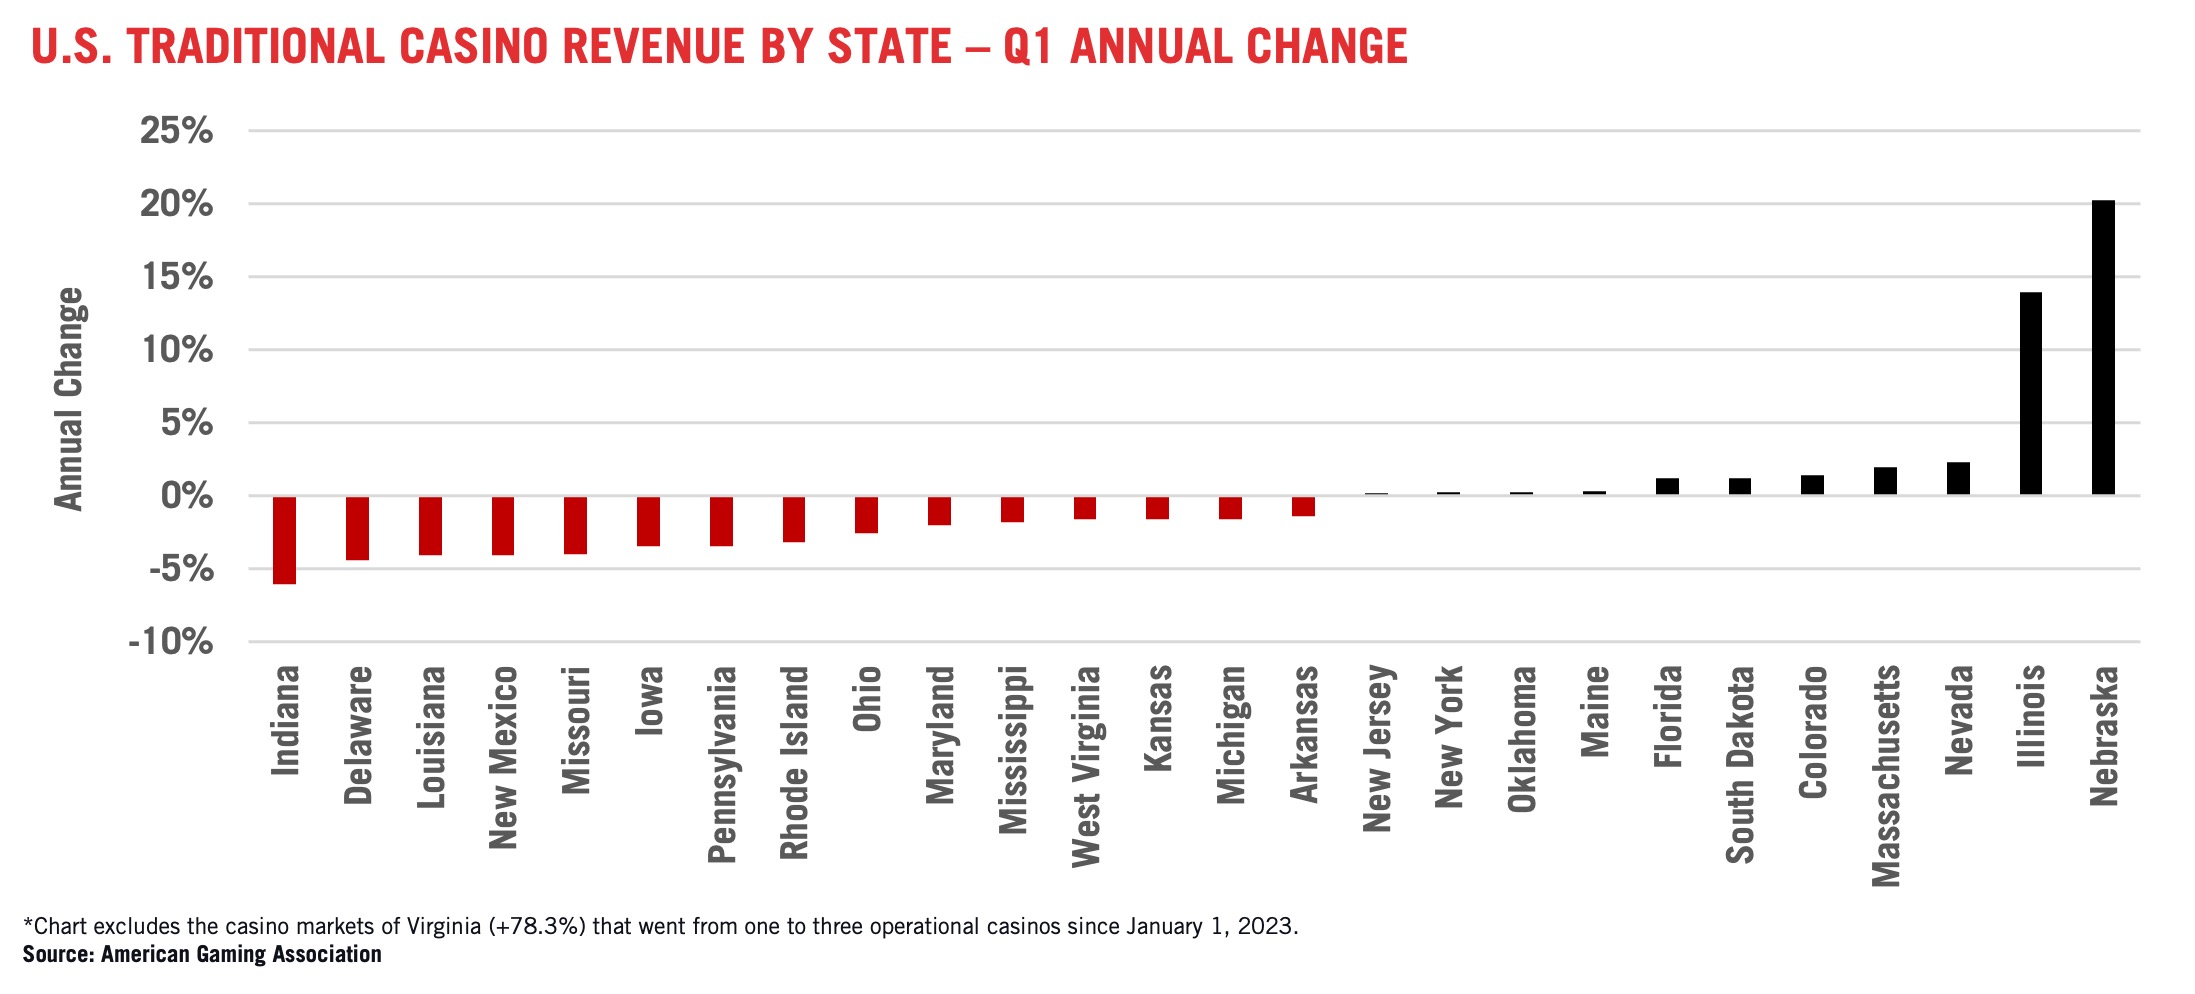 U.S. TRADITIONAL CASINO REVENUE BY STATE – Q1 ANNUAL CHANGE
25%
20%
15%
10%
5%
0%
-5%
-10%
Annual Change
Indiana
Delaware
Louisiana
New Mexico
Missouri
Iowa
Pennsylvania
Rhode Island
Ohio
Maryland
Mississippi
West Virginia
Kansas
Michigan
Arkansas
New Jersey
New York
Oklahoma
Maine
Florida
South Dakota
Colorado
Massachusetts
Nevada
Illinois
Nebraska
*Chart excludes the casino markets of Virginia (+78.3%) that went from one to three operational casinos since January 1, 2023.
Source: American Gaming Association